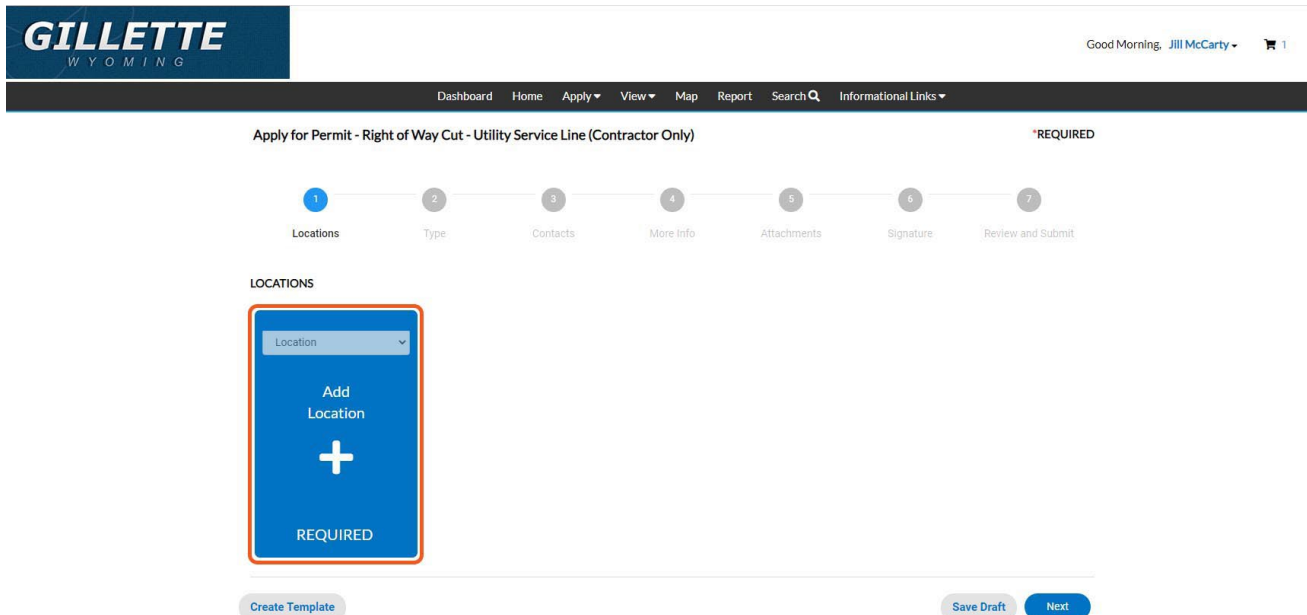 GILLETTE
WYOMING
Good Morning, Jill McCarty 1
Dashboard Home Apply View Map Report Search Informational Links
Apply for Permit - Right of Way Cut - Utility Service Line (Contractor Only) *REQUIRED
1 2 3 4 5 6 7
Locations Type Contacts More Info Attachments Signature Review and Submit
LOCATIONS
Location
Add
Location
REQUIRED
Create Template Save Draft Next